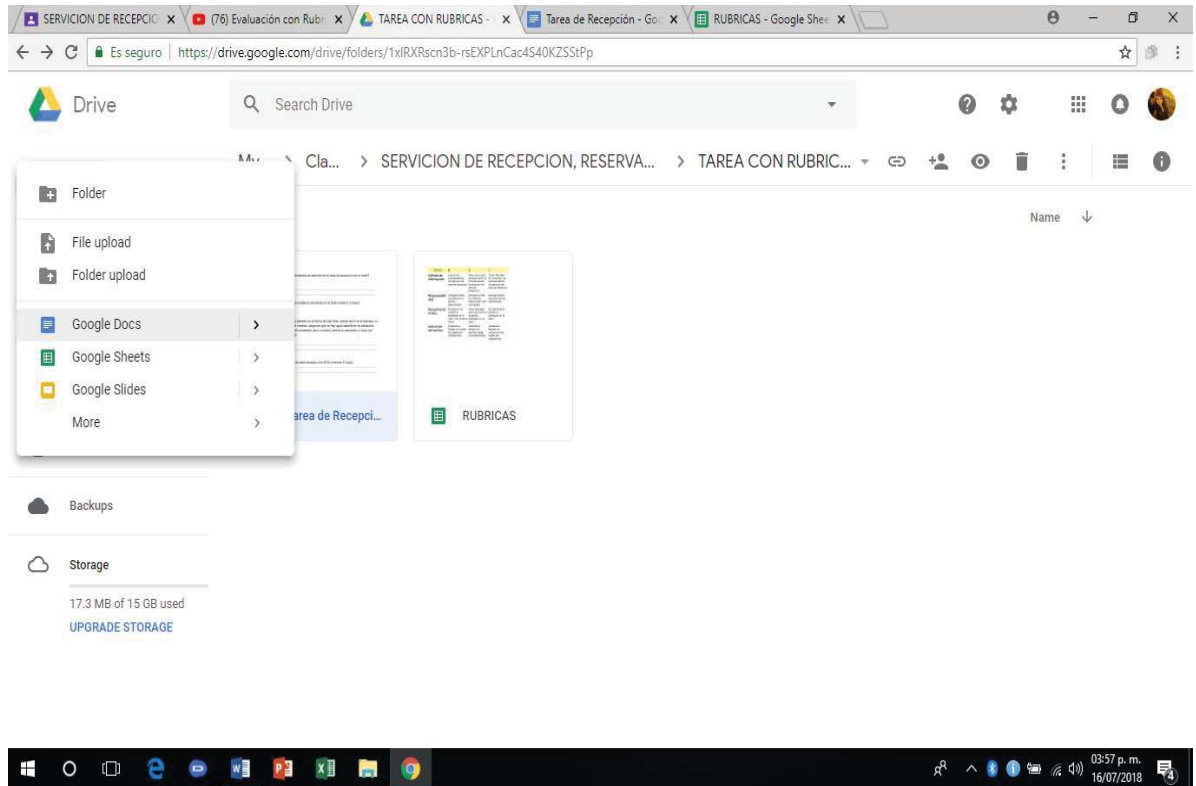 SERVICION DE RECEPCIO
(76) Evaluación con Rubr
TAREA CON RUBRICAS -
Tarea de Recepción - Goo
RUBRICAS - Google Shee
Es seguro | https://drive.google.com/drive/folders/1xIRXRscn3b-rsEXPLnCac4S40KZSStPp
Drive
Search Drive
Cla... > SERVICION DE RECEPCION, RESERVA... > TAREA CON RUBRIC...
Folder
Name
File upload
Folder upload
Google Docs
Google Sheets
Google Slides
More
area de Recepci...
RUBRICAS
Backups
Storage
17.3 MB of 15 GB used
UPGRADE STORAGE
03:57 p. m.
16/07/2018